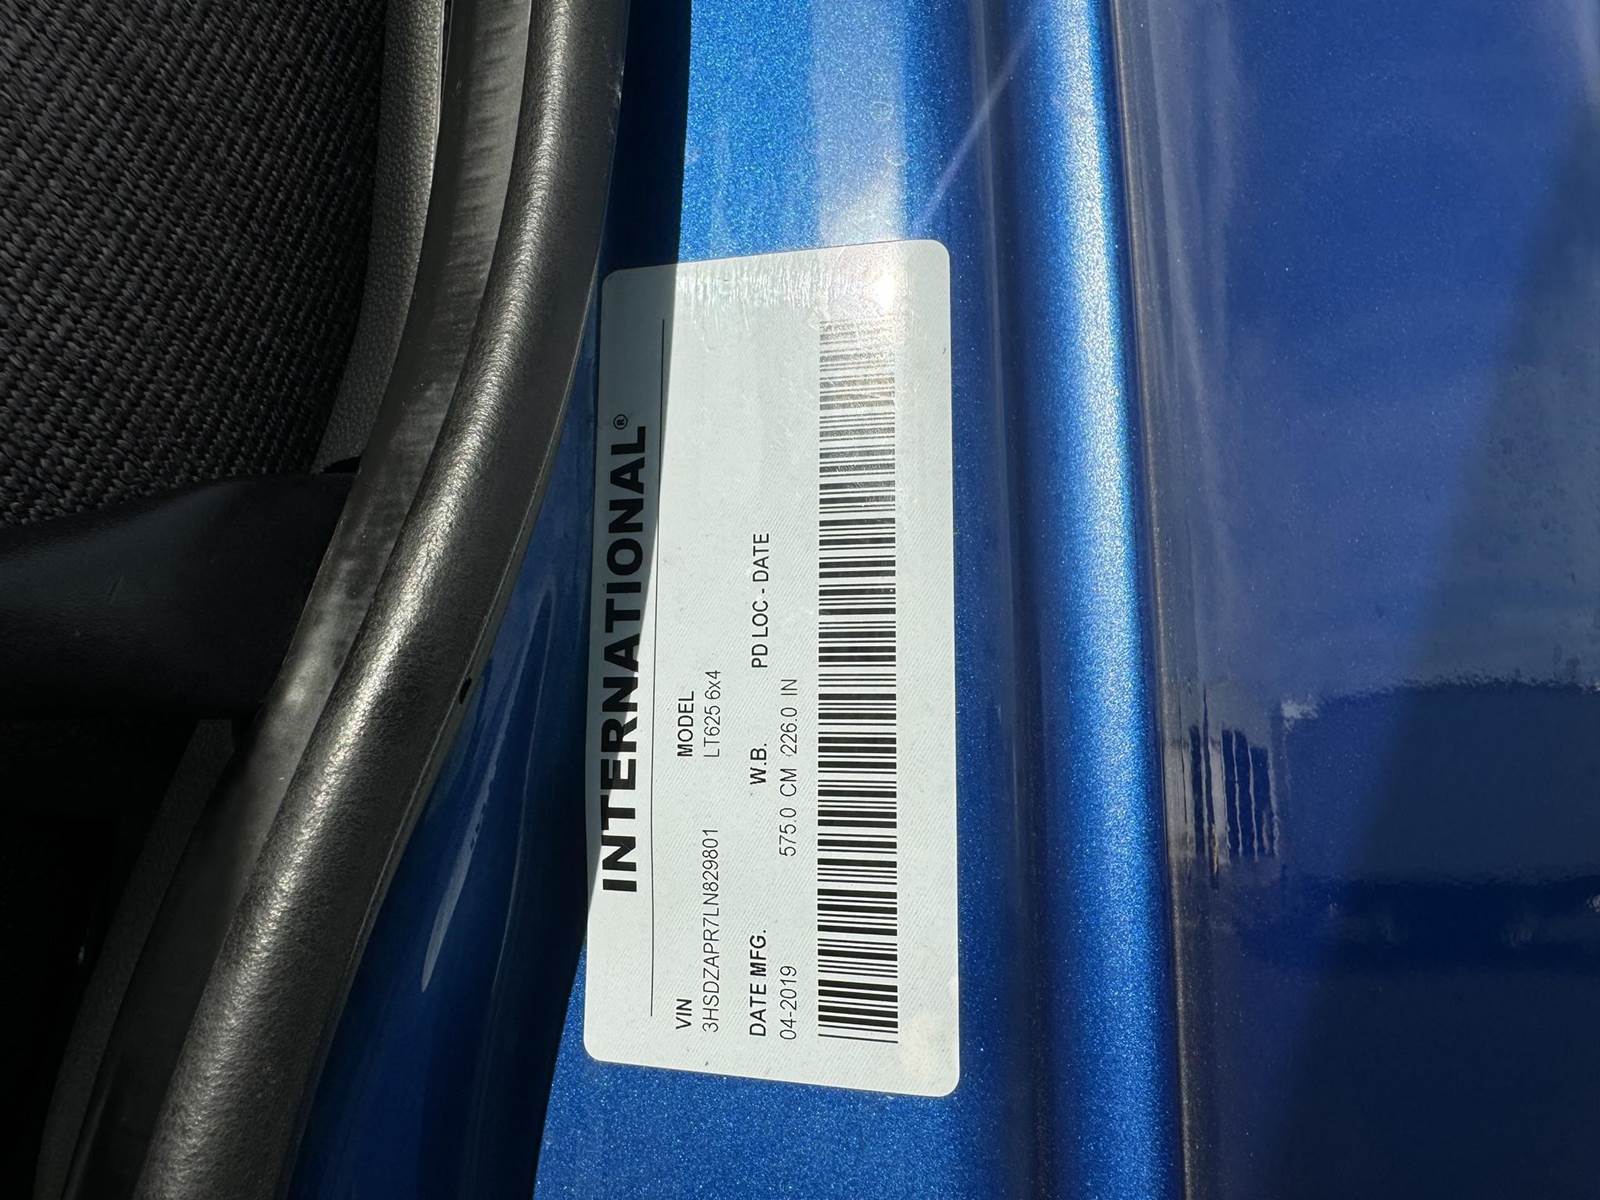 INTERNATIONAL®
VIN MODEL
3HSDZAPR7LN829801 LT625 6x4
DATE MFG. W.B. PD LOC - DATE
04-2019 575.0 CM 226.0 IN